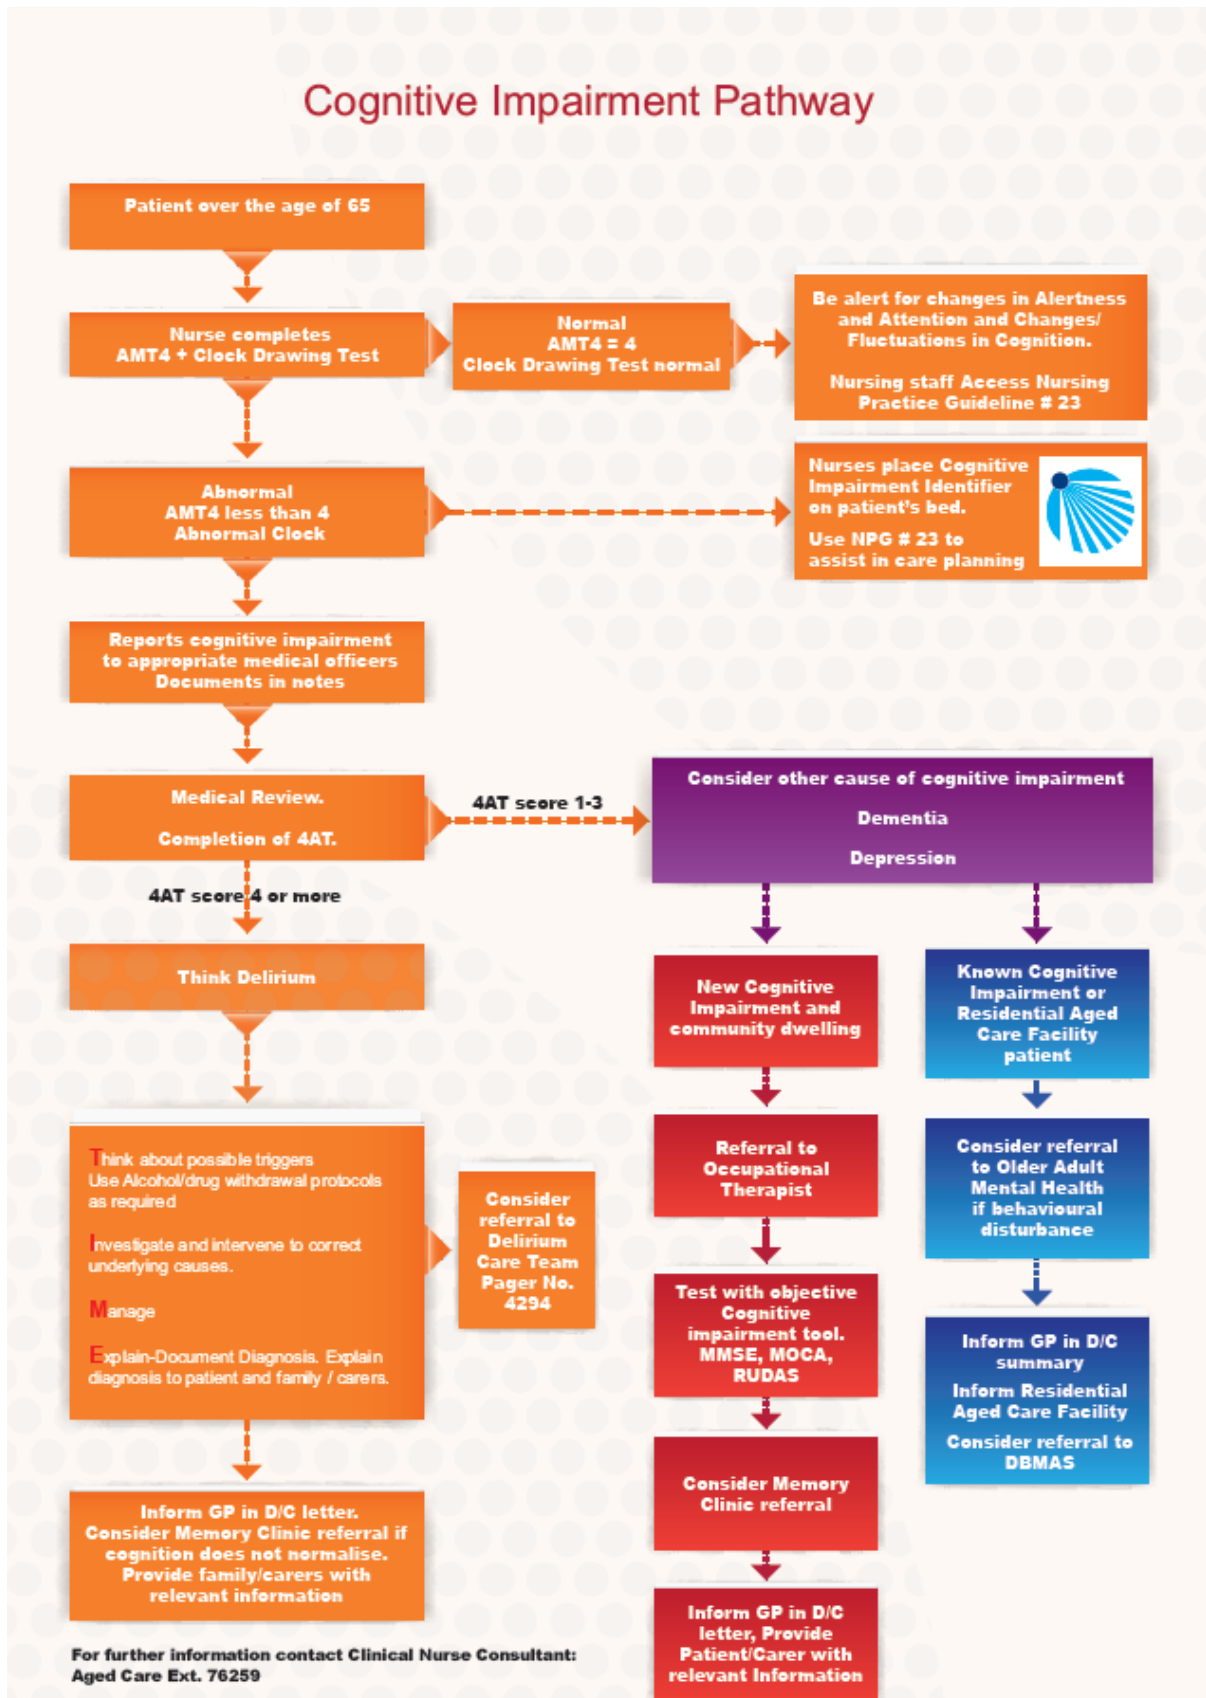 Cognitive Impairment Pathway
Patient over the age of 65
Nurse completes
AMT4 + Clock Drawing Test
Normal
AMT4 = 4
Clock Drawing Test normal
Be alert for changes in Alertness
and Attention and Changes/
Fluctuations in Cognition.
Nursing staff Access Nursing
Practice Guideline # 23
Abnormal
AMT4 less than 4
Abnormal Clock
Nurses place Cognitive
Impairment Identifier
on patient's bed.
Use NPG # 23 to
assist in care planning
Reports cognitive impairment
to appropriate medical officers
Documents in notes
Medical Review.
Completion of 4AT.
4AT score 1-3
Consider other cause of cognitive impairment
Dementia
Depression
4AT score 4 or more
Think Delirium
Think about possible triggers
Use Alcohol/drug withdrawal protocols
as required
Investigate and intervene to correct
underlying causes.
Manage
Explain-Document Diagnosis. Explain
diagnosis to patient and family / carers.
Consider
referral to
Delirium
Care Team
Pager No.
4294
Inform GP in D/C letter.
Consider Memory Clinic referral if
cognition does not normalise.
Provide family/carers with
relevant information
New Cognitive
Impairment and
community dwelling
Referral to
Occupational
Therapist
Test with objective
Cognitive
impairment tool.
MMSE, MOCA,
RUDAS
Consider Memory
Clinic referral
Inform GP in D/C
letter, Provide
Patient/Carer with
relevant Information
Known Cognitive
Impairment or
Residential Aged
Care Facility
patient
Consider referral
to Older Adult
Mental Health
if behavioural
disturbance
Inform GP in D/C
summary
Inform Residential
Aged Care Facility
Consider referral to
DBMAS
For further information contact Clinical Nurse Consultant:
Aged Care Ext. 76259